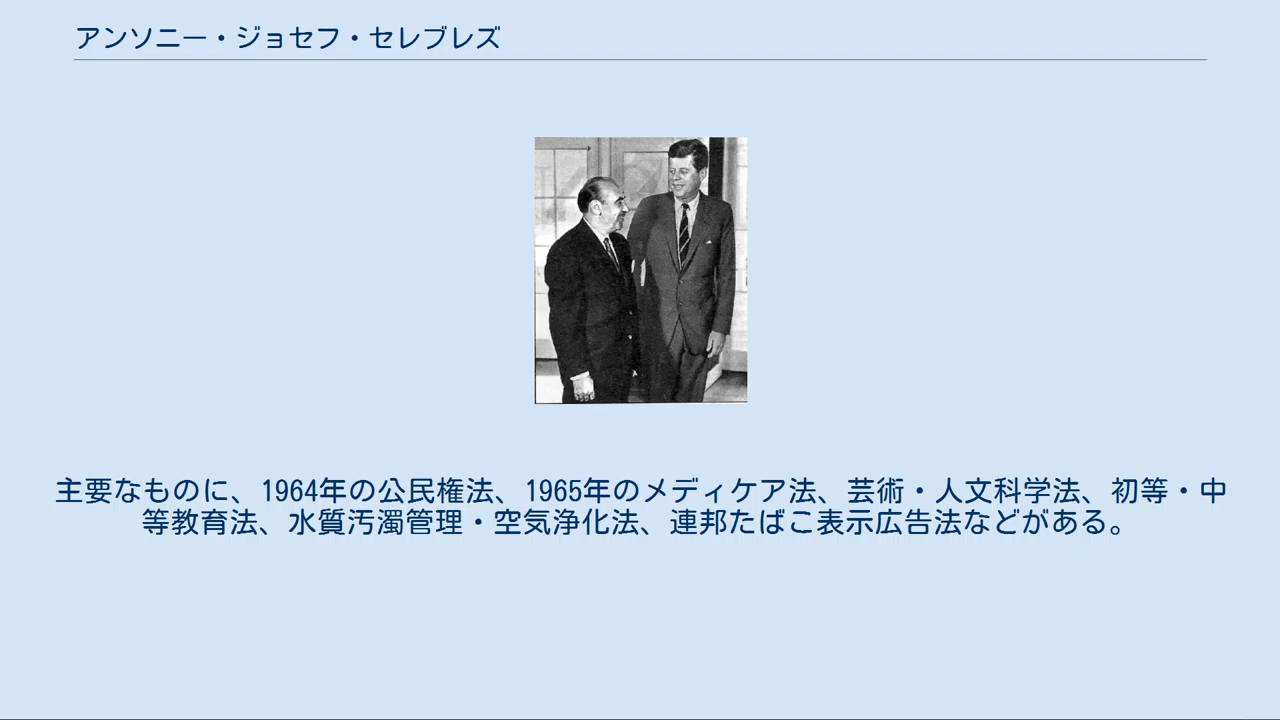 アンソニー・ジョセフ・セレブレズ
主要なものに、1964年の公民権法、1965年のメディケア法、芸術・人文科学法、初等・中
等教育法、水質汚濁管理・空気浄化法、連邦たばこ表示広告法などがある。